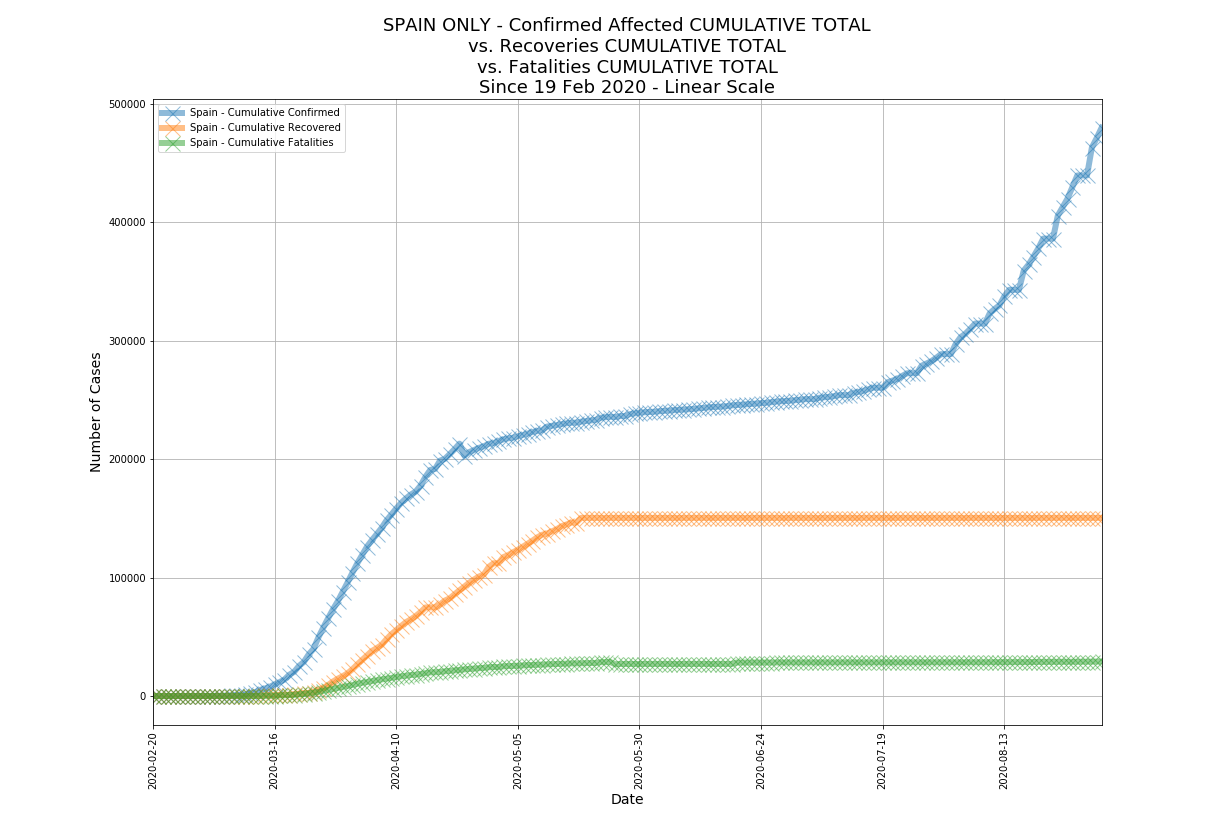 SPAIN ONLY - Confirmed Affected CUMULATIVE TOTAL
vs. Recoveries CUMULATIVE TOTAL
vs. Fatalities CUMULATIVE TOTAL
Since 19 Feb 2020 - Linear Scale
Spain - Cumulative Confirmed
Spain - Cumulative Recovered
Spain - Cumulative Fatalities
Number of Cases
500000
400000
300000
200000
100000
0
2020-02-20
2020-03-16
2020-04-10
2020-05-05
2020-05-30
2020-06-24
2020-07-19
2020-08-13
Date